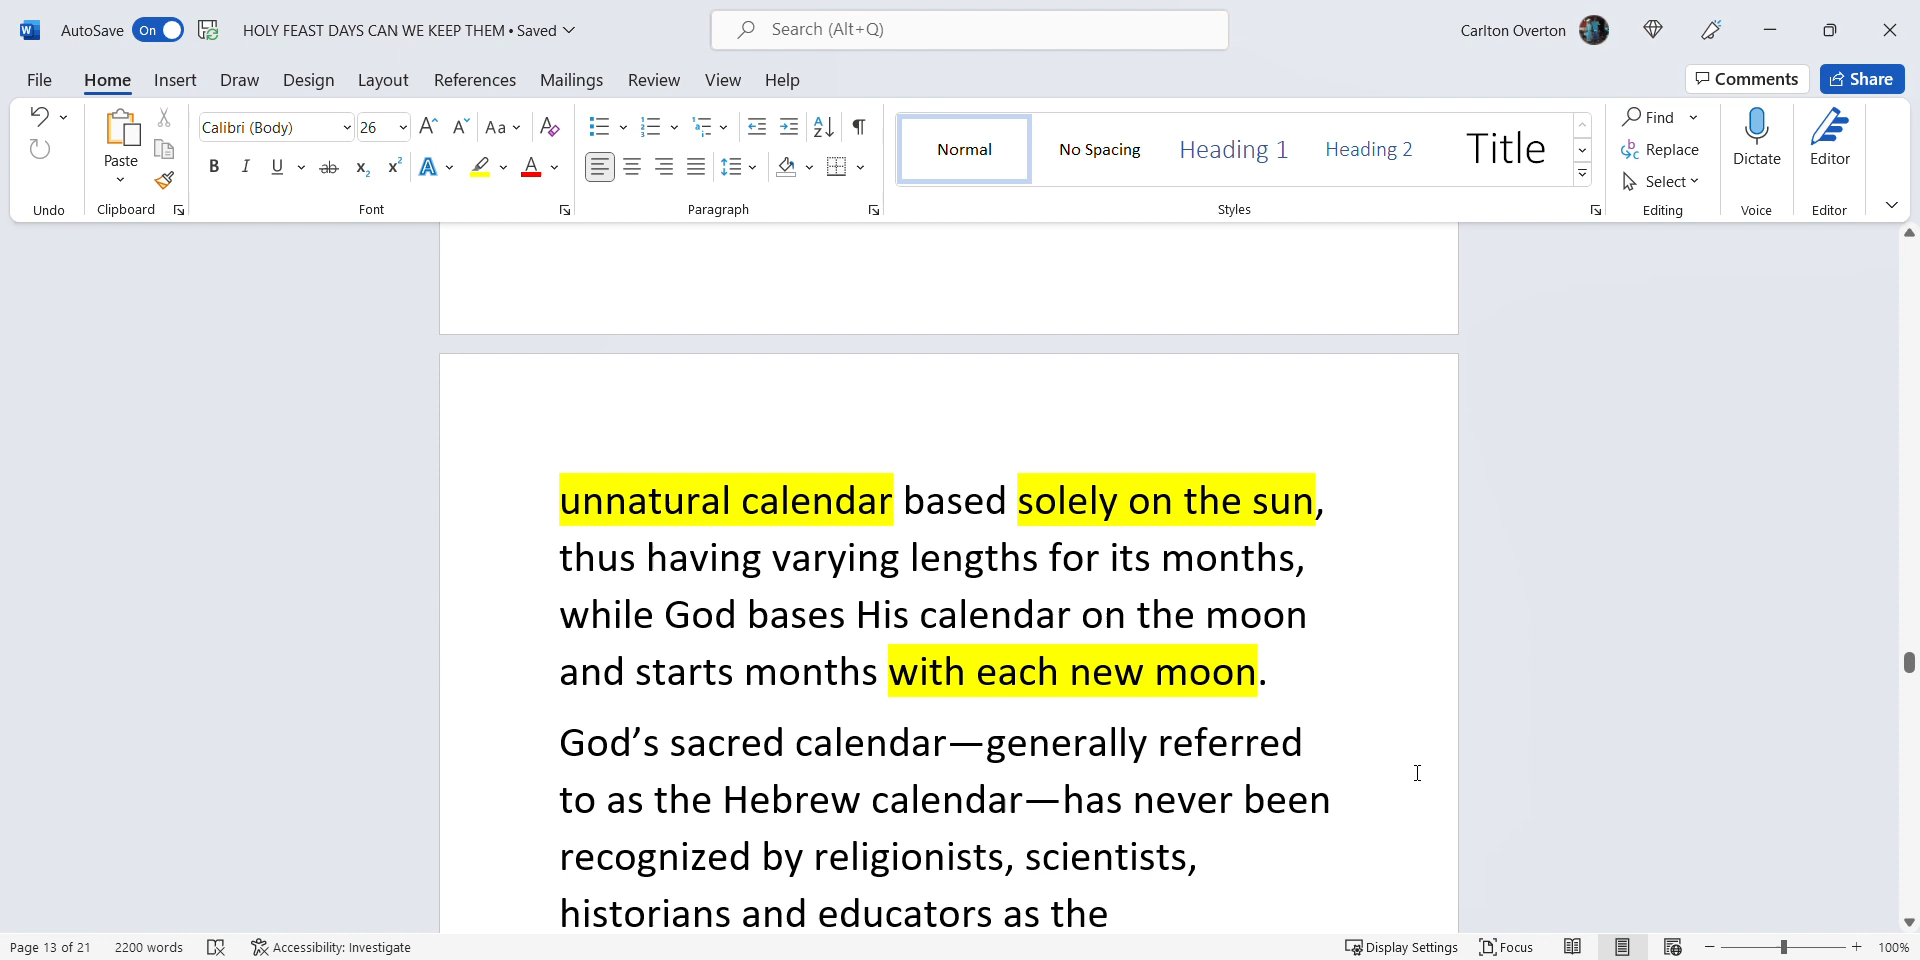 AutoSave On HOLY FEAST DAYS CAN WE KEEP THEM • Saved Search (Alt+Q) Carlton Overton
File Home Insert Draw Design Layout References Mailings Review View Help Comments Share
Calibri (Body) 26 Aa
Paste
B I U ab x₂ x² A A
Normal No Spacing Heading 1 Heading 2 Title
Find
Replace
Select
Dictate Editor
Undo Clipboard Font Paragraph Styles Editing Voice Editor
unnatural calendar based solely on the sun,
thus having varying lengths for its months,
while God bases His calendar on the moon
and starts months with each new moon.
God’s sacred calendar—generally referred
to as the Hebrew calendar—has never been
recognized by religionists, scientists,
historians and educators as the
Page 13 of 21 2200 words Accessibility: Investigate Display Settings Focus 100%